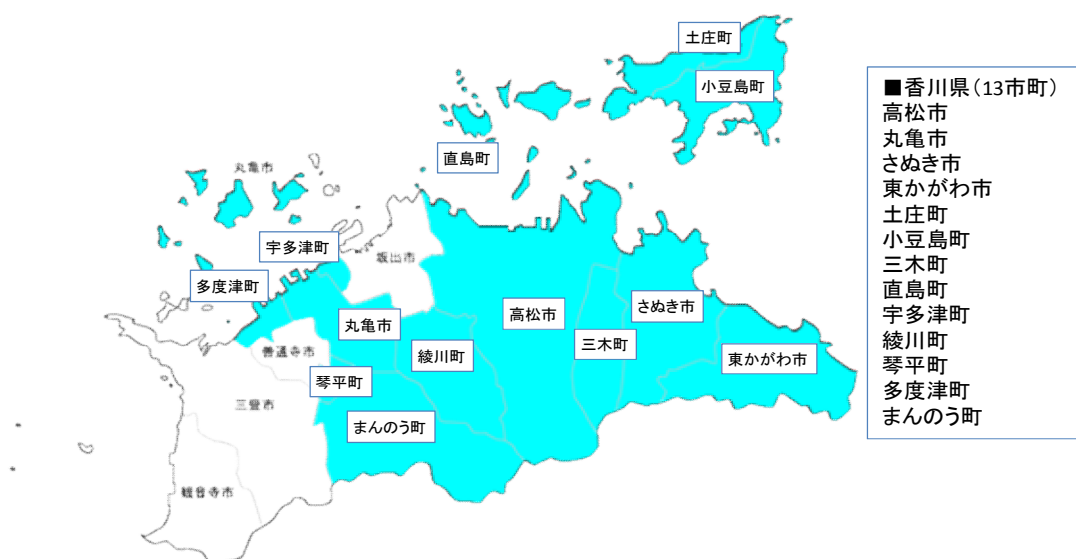 土庄町
小豆島町
直島町
丸亀市
宇多津町
坂出市
多度津町
丸亀市
高松市
さぬき市
善通寺市
綾川町
三木町
東かがわ市
琴平町
三豊市
まんのう町
観音寺市
■香川県（13市町）
高松市
丸亀市
さぬき市
東かがわ市
土庄町
小豆島町
三木町
直島町
宇多津町
綾川町
琴平町
多度津町
まんのう町